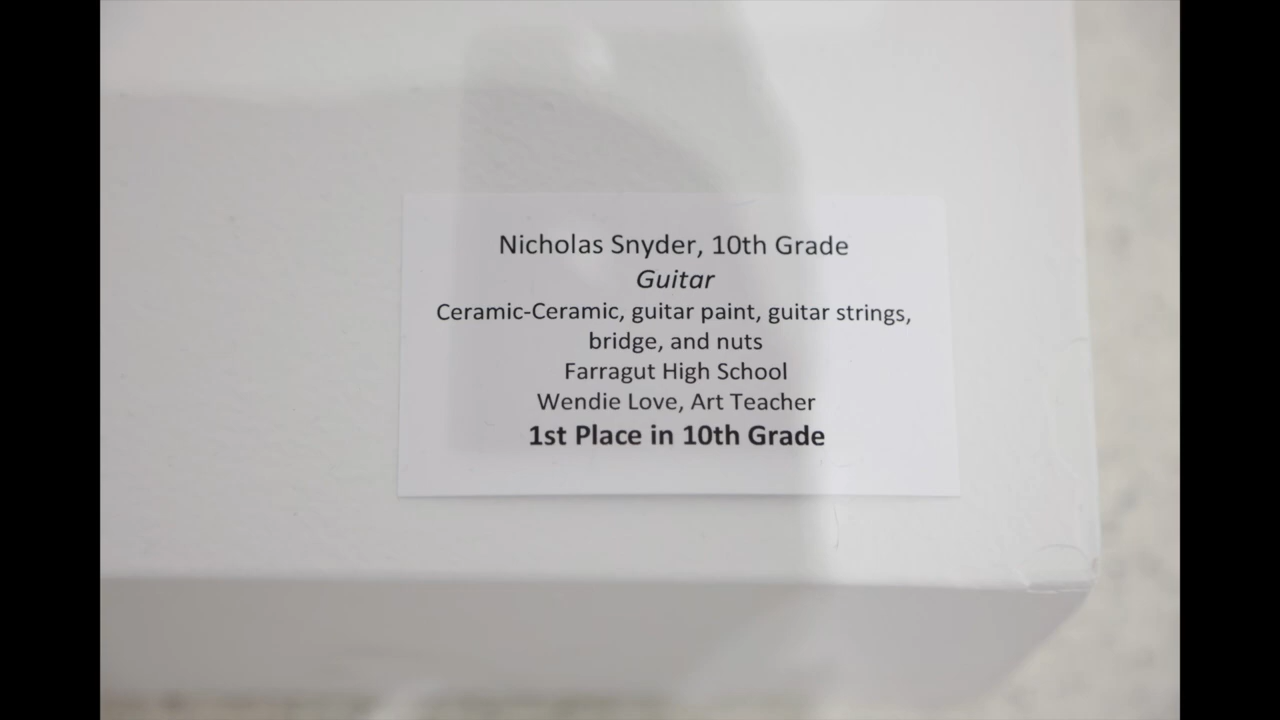 Nicholas Snyder, 10th Grade
Guitar
Ceramic-Ceramic, guitar paint, guitar strings,
bridge, and nuts
Farragut High School
Wendie Love, Art Teacher
1st Place in 10th Grade